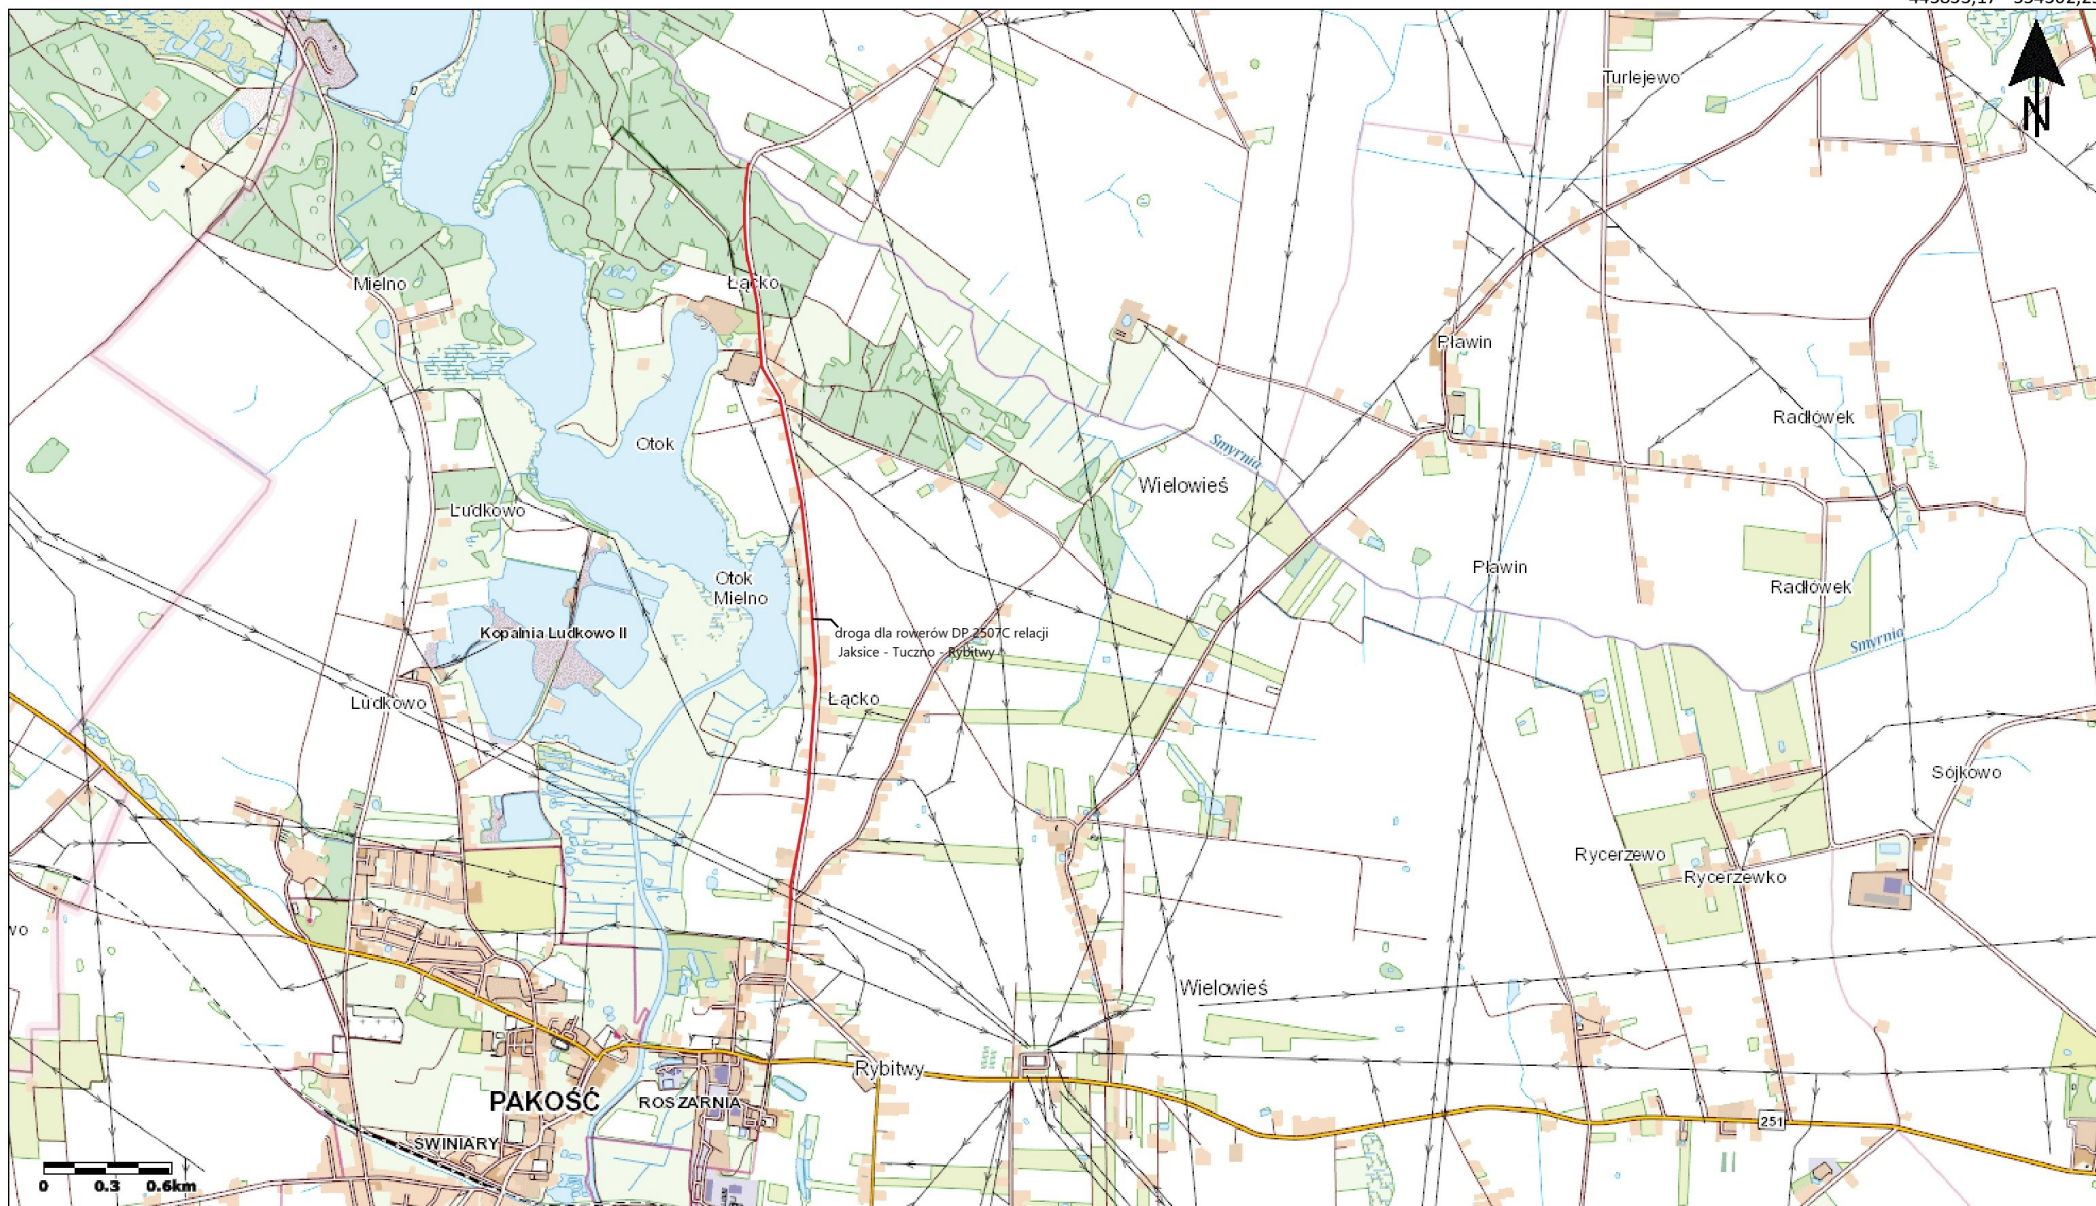 N
Turlejewo
Łącko
Mielno
Pławin
Radłówek
Otok
Smyrnia
Wielowieś
Ludkowo
Pławin
Otok
Mielno
Radłówek
Kopalnia Ludkowo II
droga dla rowerów DP 2507C relacji
Jaksice - Tuczno - Rybitwy
Smyrnia
Ludkowo
Łącko
Sójkowo
Rycerzewo
Rycerzewko
wo
Wielowieś
Rybitwy
PAKOŚĆ
ROSZARNIA
251
ŚWINIARY
0 0.3 0.6km